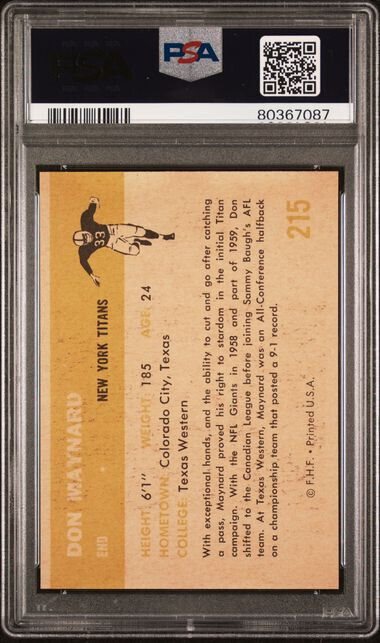 PSA
PSA
80367087
DON MAYNARD
END • NEW YORK TITANS
33
HEIGHT: 6'1" WEIGHT: 185 AGE: 24
HOMETOWN: Colorado City, Texas
COLLEGE: Texas Western
With exceptional hands, and the ability to cut and go after catching
a pass, Maynard proved his right to stardom in the initial Titan
campaign. With the NFL Giants in 1958 and part of 1959, Don
shifted to the Canadian League before joining Sammy Baugh's AFL
team. At Texas Western, Maynard was an All-Conference halfback
on a championship team that posted a 9-1 record.
215
© F.H.F. • Printed U.S.A.